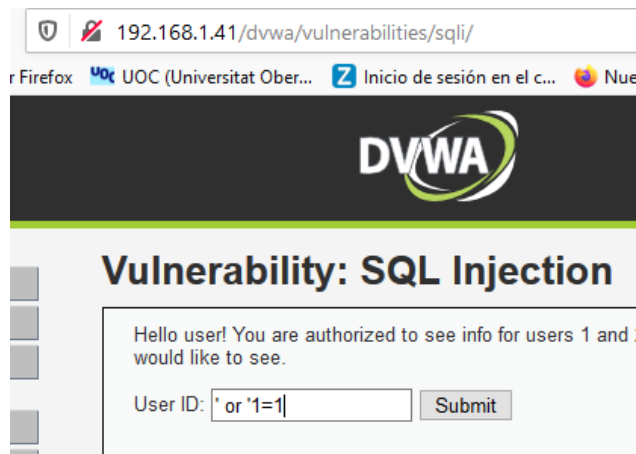 192.168.1.41/dvwa/vulnerabilities/sqli/
r Firefox UOC UOC (Universitat Ober... Z Inicio de sesión en el c... Nue
DVWA
Vulnerability: SQL Injection
Hello user! You are authorized to see info for users 1 and
would like to see.
User ID: ' or '1=1 Submit